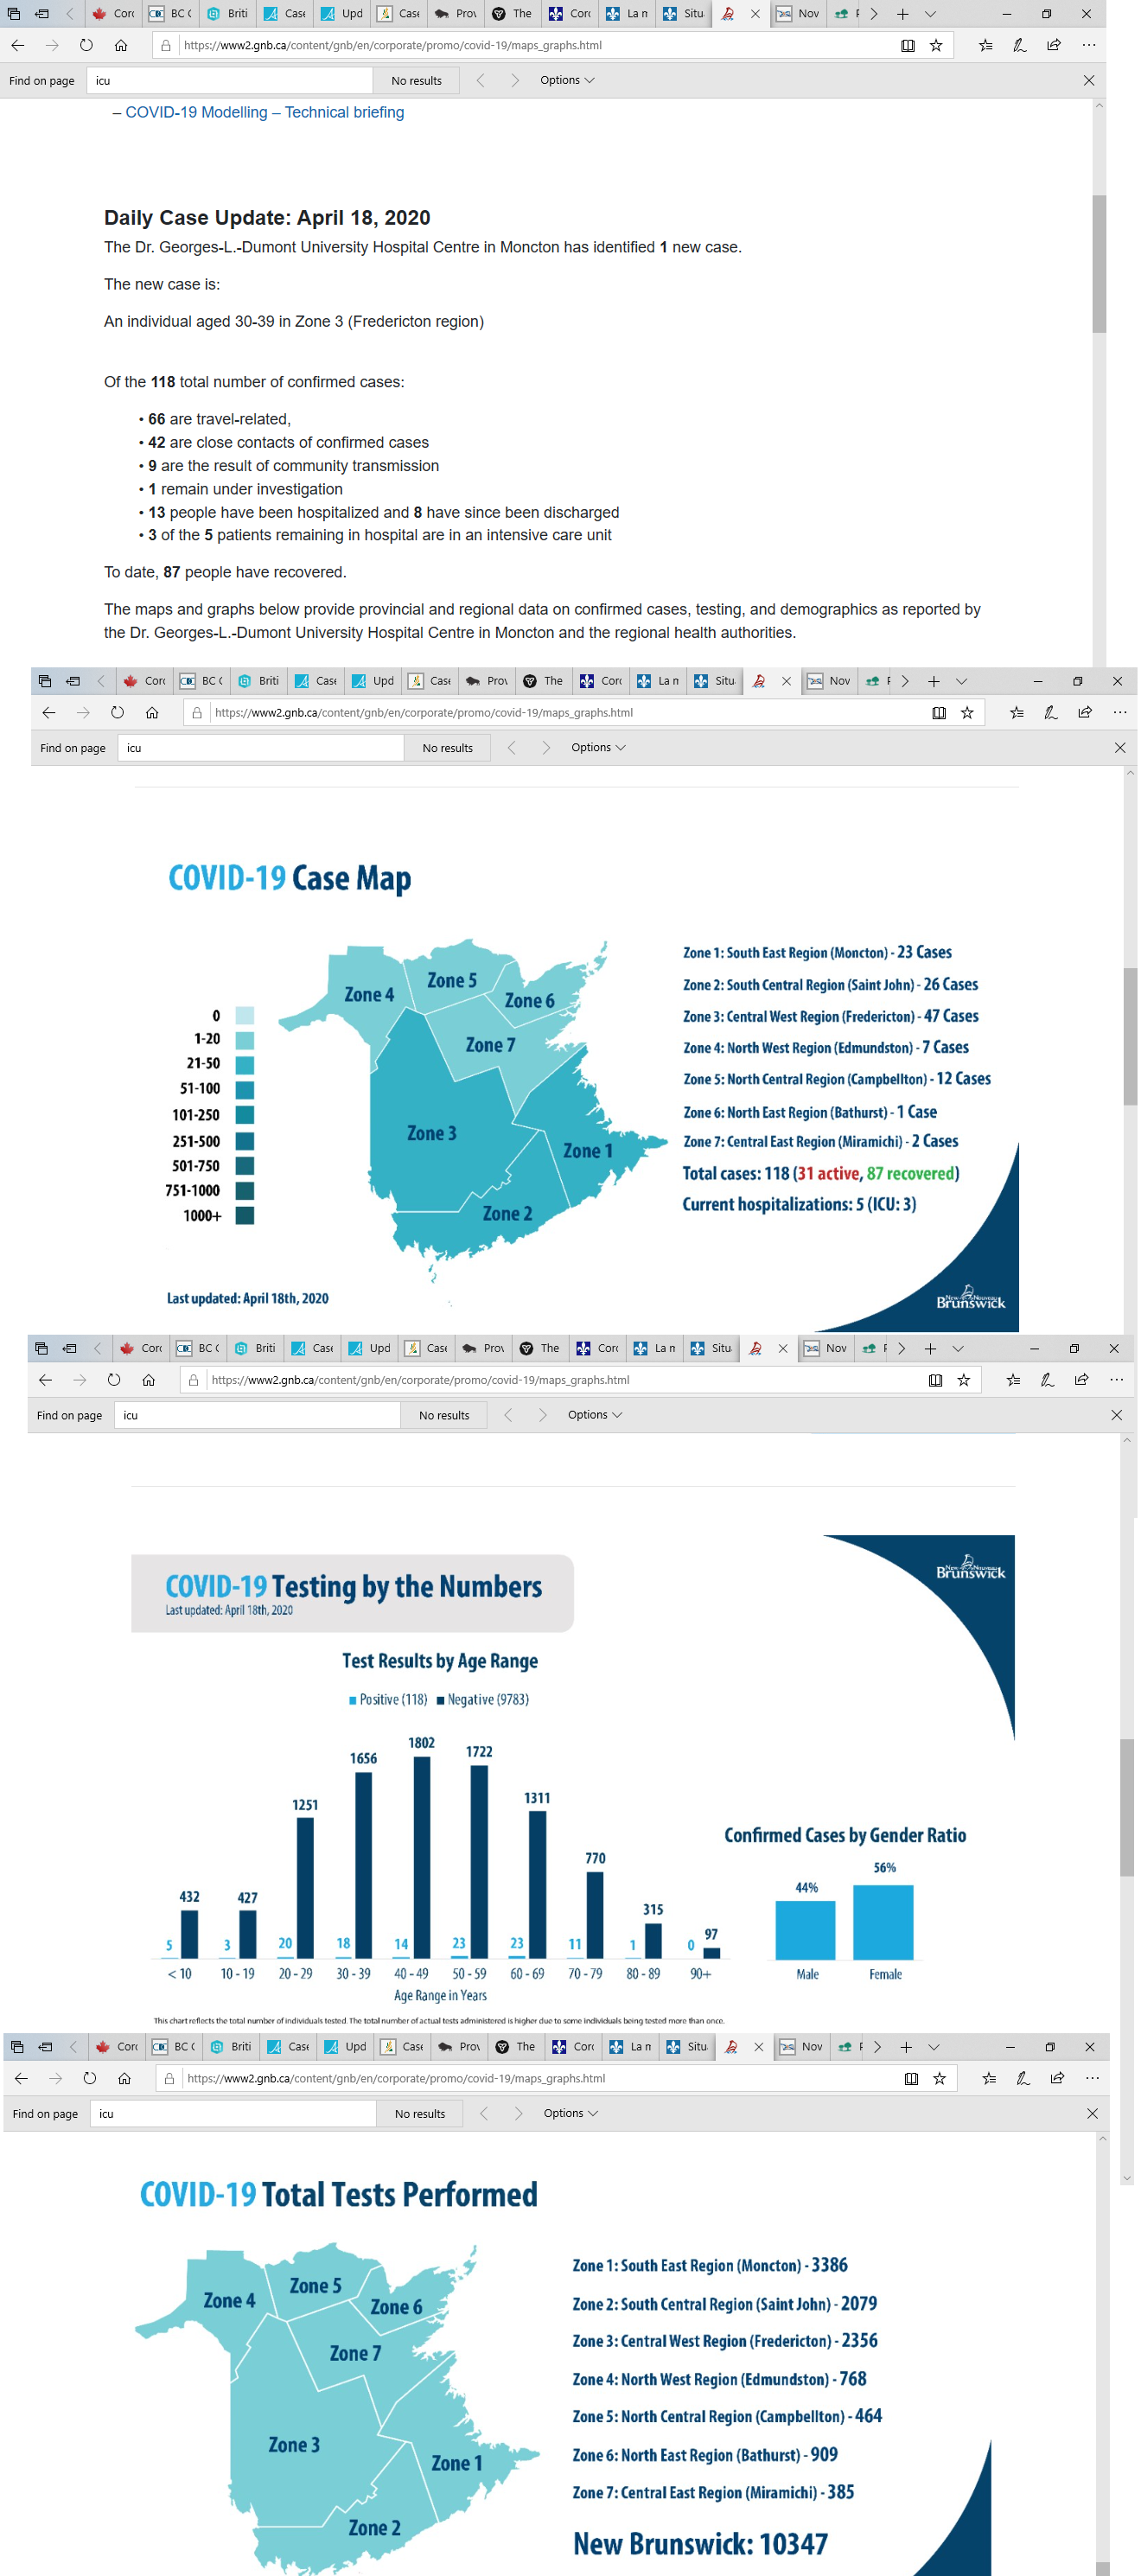 Corc
BC C
Briti
Case
Upd
Case
Prov
The
Corc
La n
Situ
Nov
F
https://www2.gnb.ca/content/gnb/en/corporate/promo/covid-19/maps_graphs.html
Find on page icu No results Options
– COVID-19 Modelling – Technical briefing
Daily Case Update: April 18, 2020
The Dr. Georges-L.-Dumont University Hospital Centre in Moncton has identified 1 new case.
The new case is:
An individual aged 30-39 in Zone 3 (Fredericton region)
Of the 118 total number of confirmed cases:
• 66 are travel-related,
• 42 are close contacts of confirmed cases
• 9 are the result of community transmission
• 1 remain under investigation
• 13 people have been hospitalized and 8 have since been discharged
• 3 of the 5 patients remaining in hospital are in an intensive care unit
To date, 87 people have recovered.
The maps and graphs below provide provincial and regional data on confirmed cases, testing, and demographics as reported by
the Dr. Georges-L.-Dumont University Hospital Centre in Moncton and the regional health authorities.
Corc
BC C
Briti
Case
Upd
Case
Prov
The
Corc
La n
Situ
Nov
F
https://www2.gnb.ca/content/gnb/en/corporate/promo/covid-19/maps_graphs.html
Find on page icu No results Options
COVID-19 Case Map
Zone 4
Zone 5
Zone 6
Zone 7
Zone 3
Zone 1
Zone 2
0
1-20
21-50
51-100
101-250
251-500
501-750
751-1000
1000+
Zone 1: South East Region (Moncton) - 23 Cases
Zone 2: South Central Region (Saint John) - 26 Cases
Zone 3: Central West Region (Fredericton) - 47 Cases
Zone 4: North West Region (Edmundston) - 7 Cases
Zone 5: North Central Region (Campbellton) - 12 Cases
Zone 6: North East Region (Bathurst) - 1 Case
Zone 7: Central East Region (Miramichi) - 2 Cases
Total cases: 118 (31 active, 87 recovered)
Current hospitalizations: 5 (ICU: 3)
Last updated: April 18th, 2020
New Nouveau
Brunswick
Corc
BC C
Briti
Case
Upd
Case
Prov
The
Corc
La n
Situ
Nov
F
https://www2.gnb.ca/content/gnb/en/corporate/promo/covid-19/maps_graphs.html
Find on page icu No results Options
New Nouveau
Brunswick
COVID-19 Testing by the Numbers
Last updated: April 18th, 2020
Test Results by Age Range
Positive (118) Negative (9783)
5 432
3 427
20 1251
18 1656
14 1802
23 1722
23 1311
11 770
1 315
0 97
< 10 10 - 19 20 - 29 30 - 39 40 - 49 50 - 59 60 - 69 70 - 79 80 - 89 90+
Age Range in Years
Confirmed Cases by Gender Ratio
44% 56%
Male Female
This chart reflects the total number of individuals tested. The total number of actual tests administered is higher due to some individuals being tested more than once.
Corc
BC C
Briti
Case
Upd
Case
Prov
The
Corc
La n
Situ
Nov
F
https://www2.gnb.ca/content/gnb/en/corporate/promo/covid-19/maps_graphs.html
Find on page icu No results Options
COVID-19 Total Tests Performed
Zone 4
Zone 5
Zone 6
Zone 7
Zone 3
Zone 1
Zone 2
Zone 1: South East Region (Moncton) - 3386
Zone 2: South Central Region (Saint John) - 2079
Zone 3: Central West Region (Fredericton) - 2356
Zone 4: North West Region (Edmundston) - 768
Zone 5: North Central Region (Campbellton) - 464
Zone 6: North East Region (Bathurst) - 909
Zone 7: Central East Region (Miramichi) - 385
New Brunswick: 10347